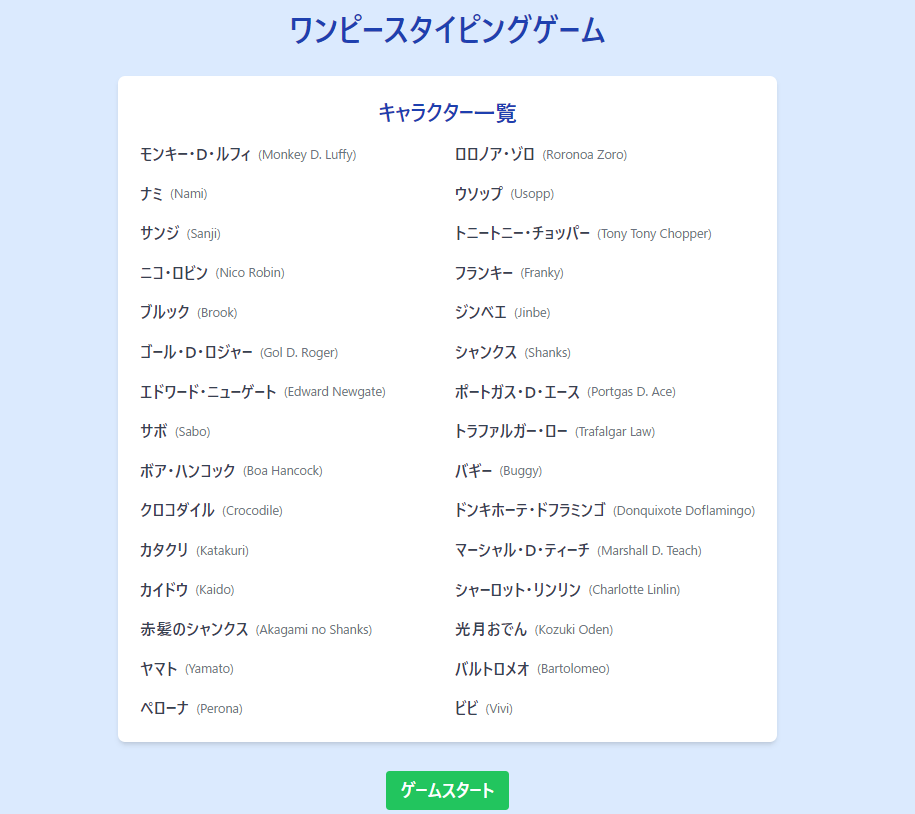 ワンピースタイピングゲーム
キャラクター一覧
モンキー・D・ルフィ (Monkey D. Luffy)
ロロノア・ゾロ (Roronoa Zoro)
ナミ (Nami)
ウソップ (Usopp)
サンジ (Sanji)
トニートニー・チョッパー (Tony Tony Chopper)
ニコ・ロビン (Nico Robin)
フランキー (Franky)
ブルック (Brook)
ジンベエ (Jinbe)
ゴール・D・ロジャー (Gol D. Roger)
シャンクス (Shanks)
エドワード・ニューゲート (Edward Newgate)
ポートガス・D・エース (Portgas D. Ace)
サボ (Sabo)
トラファルガー・ロー (Trafalgar Law)
ボア・ハンコック (Boa Hancock)
バギー (Buggy)
クロコダイル (Crocodile)
ドンキホーテ・ドフラミンゴ (Donquixote Doflamingo)
カタクリ (Katakuri)
マーシャル・D・ティーチ (Marshall D. Teach)
カイドウ (Kaido)
シャーロット・リンリン (Charlotte Linlin)
赤髪のシャンクス (Akagami no Shanks)
光月おでん (Kozuki Oden)
ヤマト (Yamato)
バルトロメオ (Bartolomeo)
ペローナ (Perona)
ビビ (Vivi)
ゲームスタート